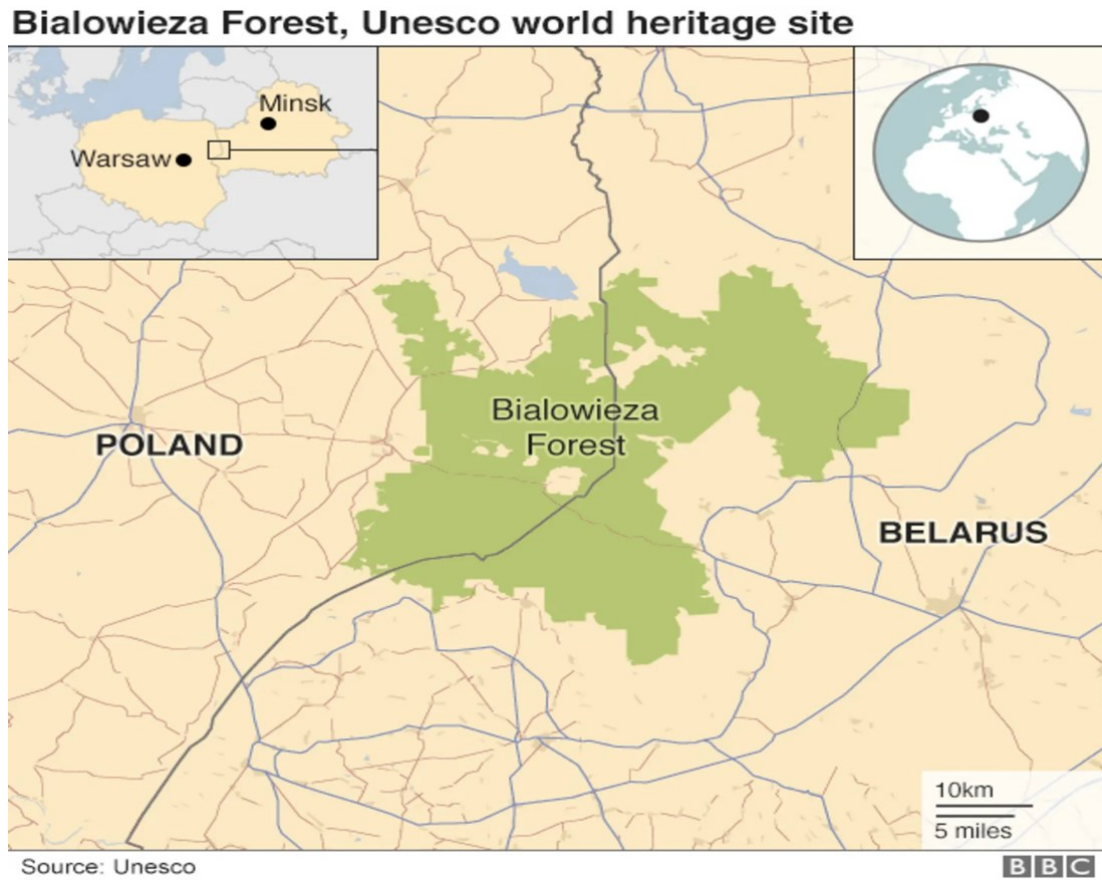 Bialowieza Forest, Unesco world heritage site
Minsk
Warsaw
Bialowieza
Forest
POLAND
BELARUS
10km
5 miles
Source: Unesco
BBC